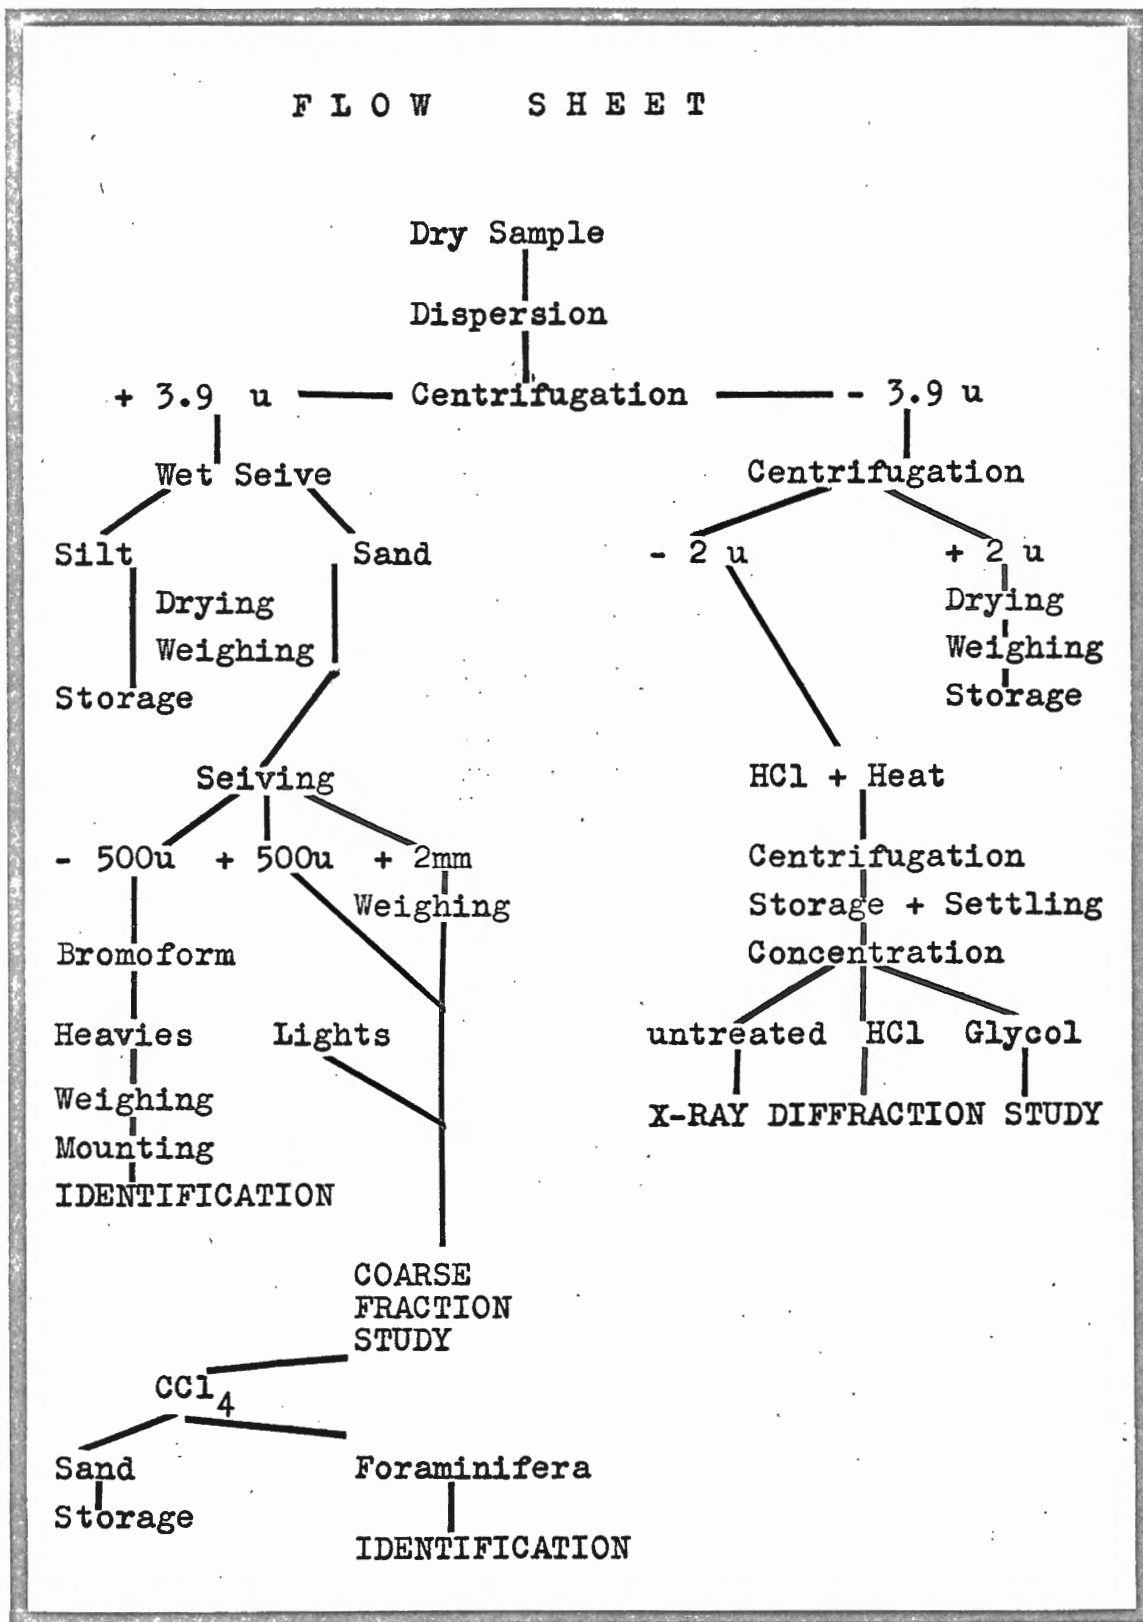 FLOW SHEET
Dry Sample
Dispersion
+ 3.9 u Centrifugation - 3.9 u
Wet Seive Centrifugation
Silt Sand - 2 u + 2 u
Drying Drying
Weighing Weighing
Storage Storage
Seiving HCl + Heat
- 500u + 500u + 2mm Centrifugation
Weighing Storage + Settling
Bromoform Concentration
Heavies Lights untreated HCl Glycol
Weighing X-RAY DIFFRACTION STUDY
Mounting
IDENTIFICATION
COARSE
FRACTION
STUDY
CCl4
Sand Foraminifera
Storage
IDENTIFICATION